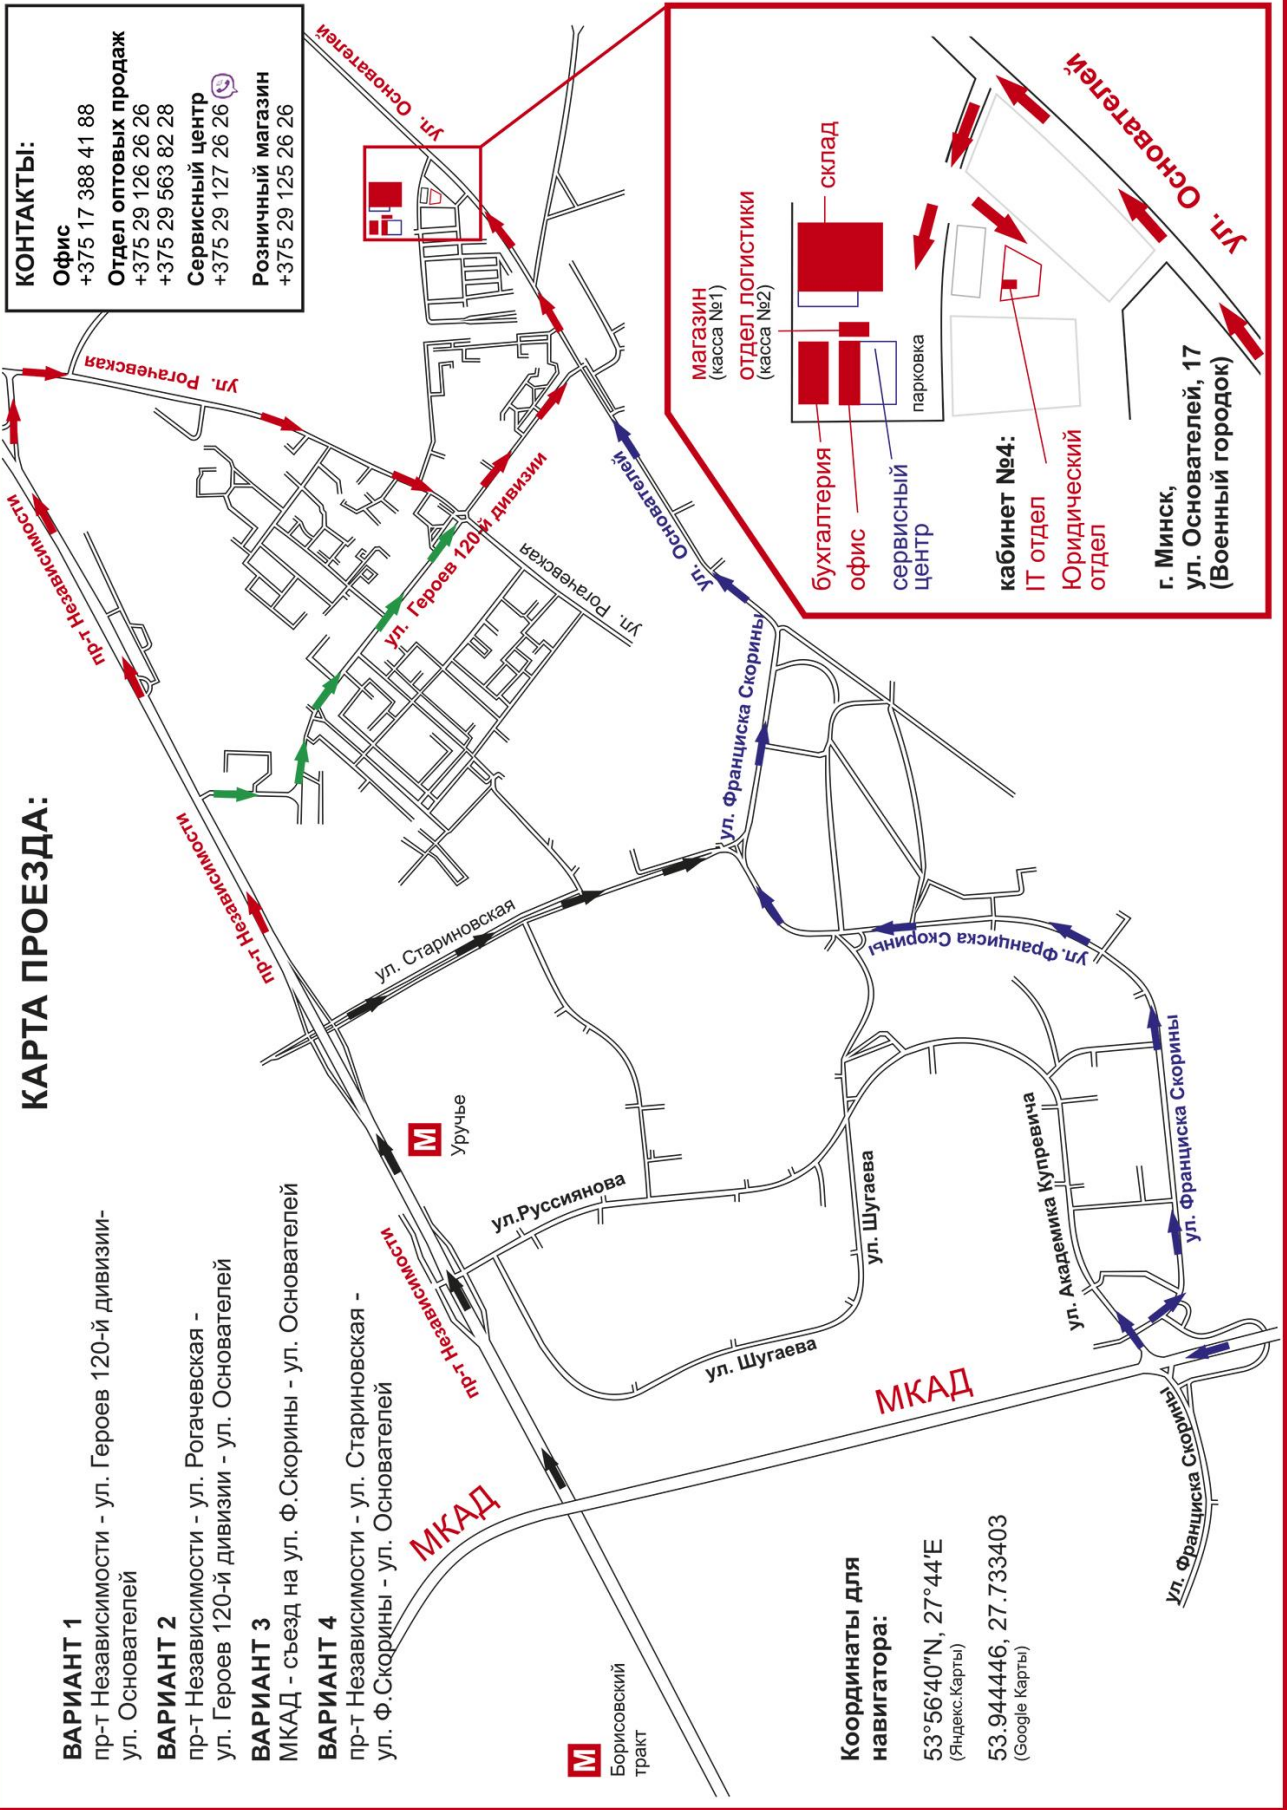 КАРТА ПРОЕЗДА:
ВАРИАНТ 1
пр-т Независимости - ул. Героев 120-й дивизии-
ул. Основателей
ВАРИАНТ 2
пр-т Независимости - ул. Рогачевская -
ул. Героев 120-й дивизии - ул. Основателей
ВАРИАНТ 3
МКАД - съезд на ул. Ф.Скорины - ул. Основателей
ВАРИАНТ 4
пр-т Независимости - ул. Стариновская -
ул. Ф.Скорины - ул. Основателей
КОНТАКТЫ:
Офис
+375 17 388 41 88
Отдел оптовых продаж
+375 29 126 26 26
+375 29 563 82 28
Сервисный центр
+375 29 127 26 26
Розничный магазин
+375 29 125 26 26
пр-т Независимости
пр-т Независимости
пр-т Независимости
ул. Рогачевская
ул. Основателей
ул. Героев 120-й дивизии
ул. Рогачевская
ул. Стариновская
М
Уручье
ул.Руссиянова
МКАД
М
Борисовский
тракт
ул. Шугаева
ул. Шугаева
МКАД
ул. Основателей
ул. Франциска Скорины
ул. Франциска Скорины
ул. Франциска Скорины
ул. Академика Купревича
ул. Франциска Скорины
Координаты для
навигатора:
53°56'40"N, 27°44'E
(Яндекс.Карты)
53.944446, 27.733403
(Google Карты)
магазин
(касса №1)
отдел логистики
(касса №2)
склад
бухгалтерия
офис
сервисный
центр
парковка
кабинет №4:
IT отдел
Юридический
отдел
ул. Основателей
г. Минск,
ул. Основателей, 17
(Военный городок)